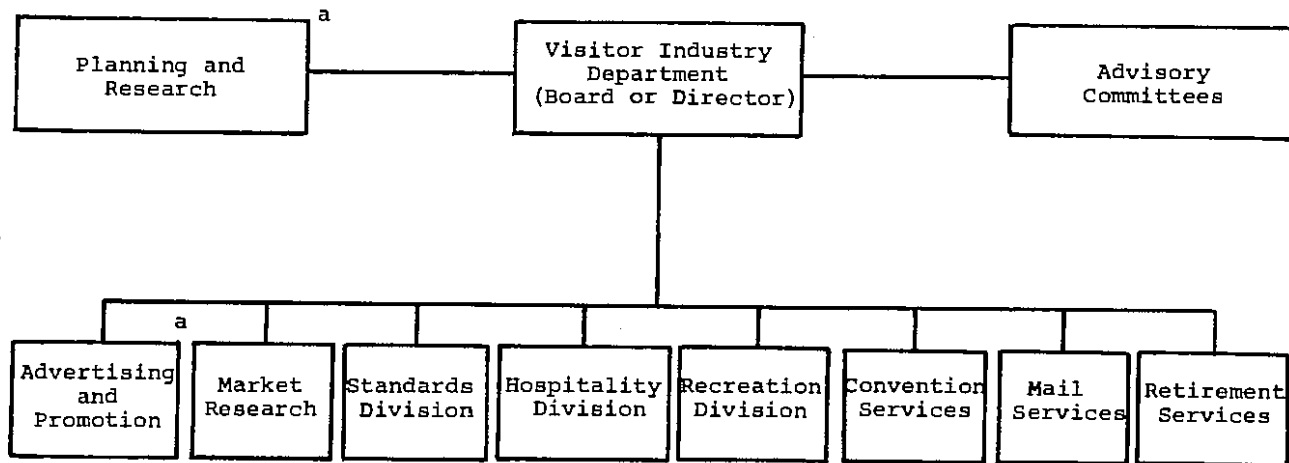 a
Planning and
Research
Visitor Industry
Department
(Board or Director)
Advisory
Committees
a
Advertising
and
Promotion
Market
Research
Standards
Division
Hospitality
Division
Recreation
Division
Convention
Services
Mail
Services
Retirement
Services